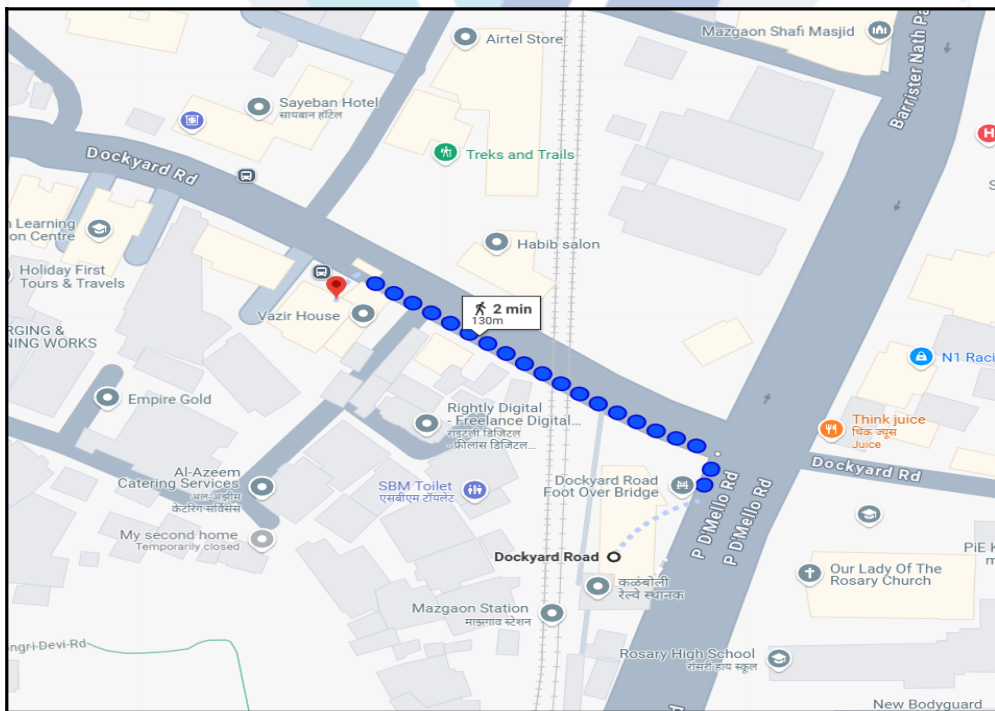 Airtel Store
Mazgaon Shafi Masjid
Barrister Nath Pa
Sayeban Hotel
सायबान हॉटेल
H
Dockyard Rd
Treks and Trails
S
n Learning
on Centre
Habib salon
Holiday First
Tours & Travels
Vazir House
2 min
130m
RGING &
NING WORKS
N1 Raci
Empire Gold
Rightly Digital
- Freelance Digital...
राइटली डिजिटल
- फ्रीलांस डिजिटल...
Think juice
थिंक ज्यूस
Juice
Dockyard Rd
Al-Azeem
Catering Services
अल-अझीम
केटरिंग सर्विसेस
SBM Toilet
एसबीएम टॉयलेट
Dockyard Road
Foot Over Bridge
P D'Mello Rd
P D'Mello Rd
My second home
Temporarily closed
Dockyard Road
PiE K
m
Our Lady Of The
Rosary Church
कळंबोली
रेल्वे स्थानक
Mazgaon Station
माझगाव स्टेशन
ongri Devi Rd
Rosary High School
रोसरी हाय स्कूल
New Bodyguard
Rd